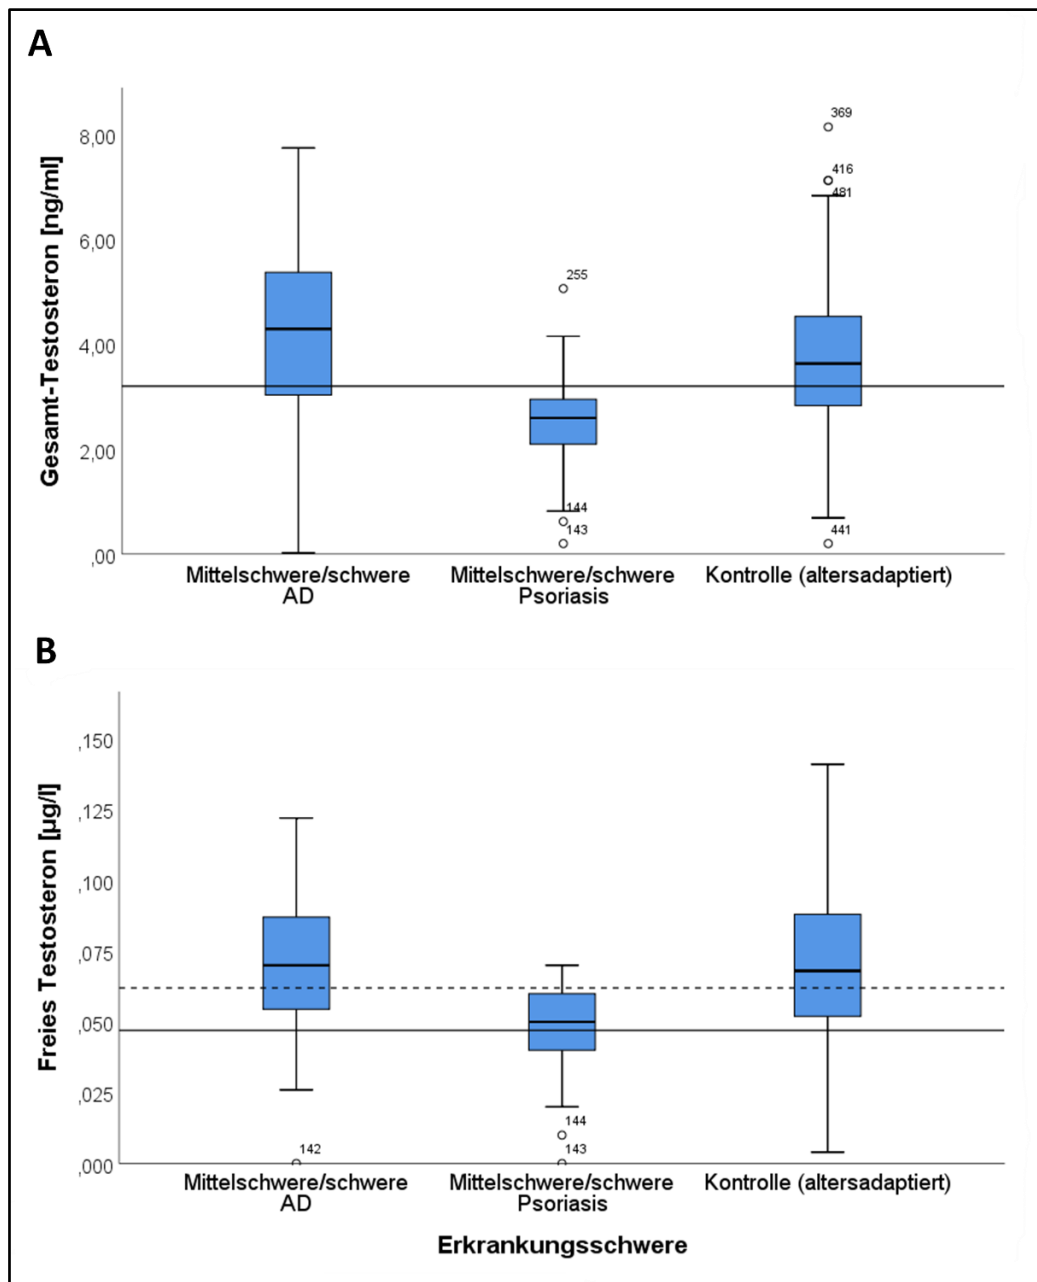 A
Gesamt-Testosteron [ng/ml]
8,00
6,00
4,00
2,00
,00
369
416
481
255
144
143
441
Mittelschwere/schwere
AD
Mittelschwere/schwere
Psoriasis
Kontrolle (altersadaptiert)
B
Freies Testosteron [µg/l]
,150
,125
,100
,075
,050
,025
,000
142
144
143
Mittelschwere/schwere
AD
Mittelschwere/schwere
Psoriasis
Kontrolle (altersadaptiert)
Erkrankungsschwere